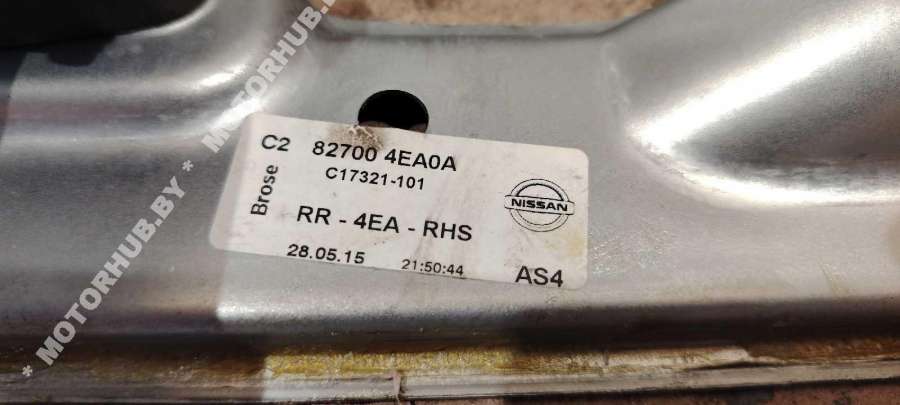 C2 82700 4EA0A
C17321-101
Brose
NISSAN
RR - 4EA - RHS
28.05.15 21:50:44
AS4
* MOTORHUB.BY * MOTORHUB
* MOTORHUB.BY *